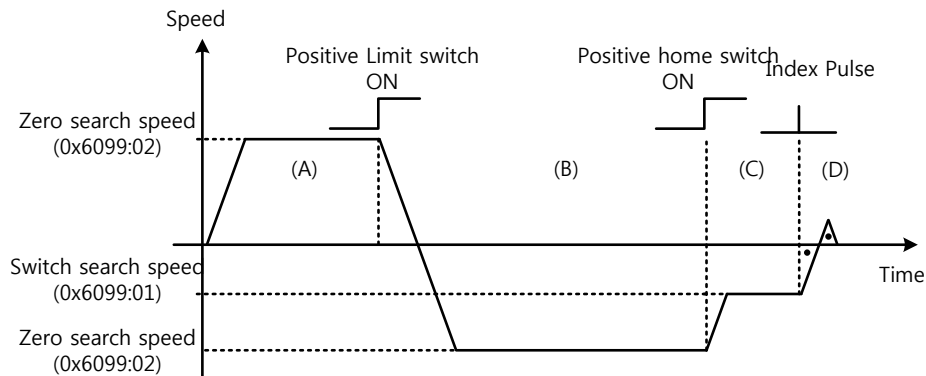 Speed
Positive Limit switch
ON
Positive home switch
ON
Index Pulse
Zero search speed
(0x6099:02)
(A)
(B)
(C)
(D)
Switch search speed
(0x6099:01)
Time
Zero search speed
(0x6099:02)